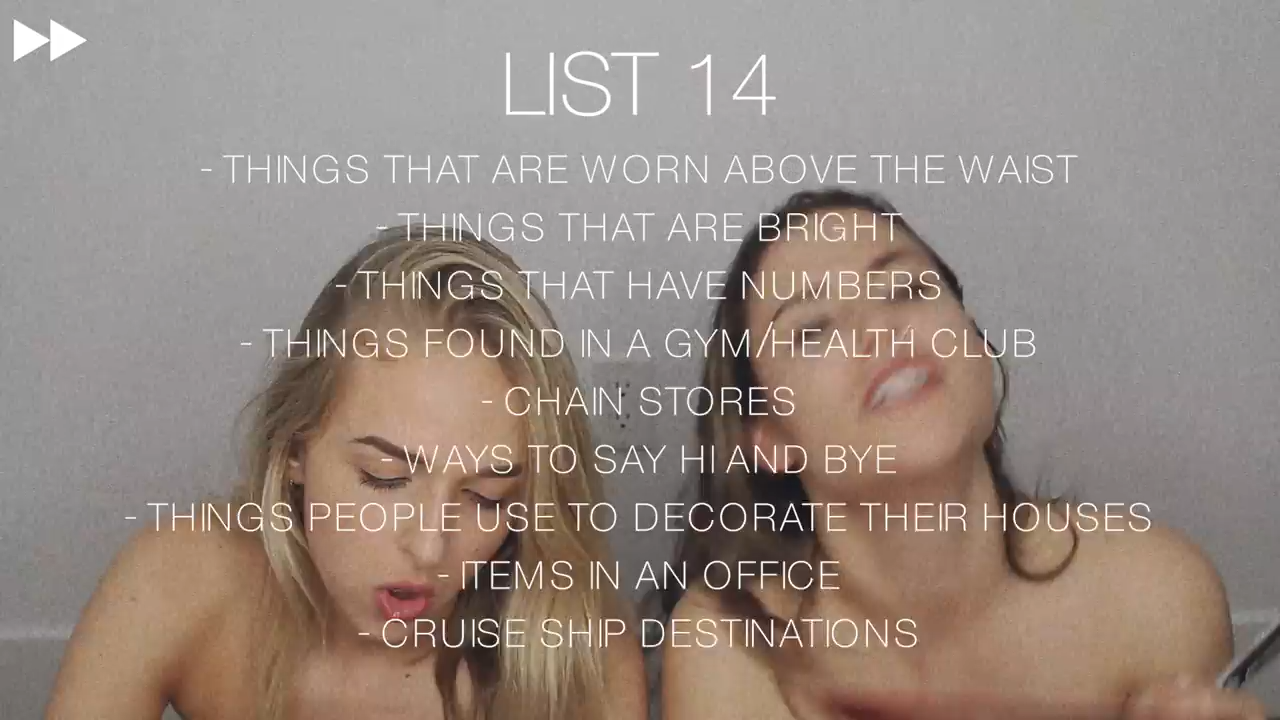 LIST 14
- THINGS THAT ARE WORN ABOVE THE WAIST
- THINGS THAT ARE BRIGHT
- THINGS THAT HAVE NUMBERS
- THINGS FOUND IN A GYM/HEALTH CLUB
- CHAIN STORES
- WAYS TO SAY HI AND BYE
- THINGS PEOPLE USE TO DECORATE THEIR HOUSES
- ITEMS IN AN OFFICE
- CRUISE SHIP DESTINATIONS